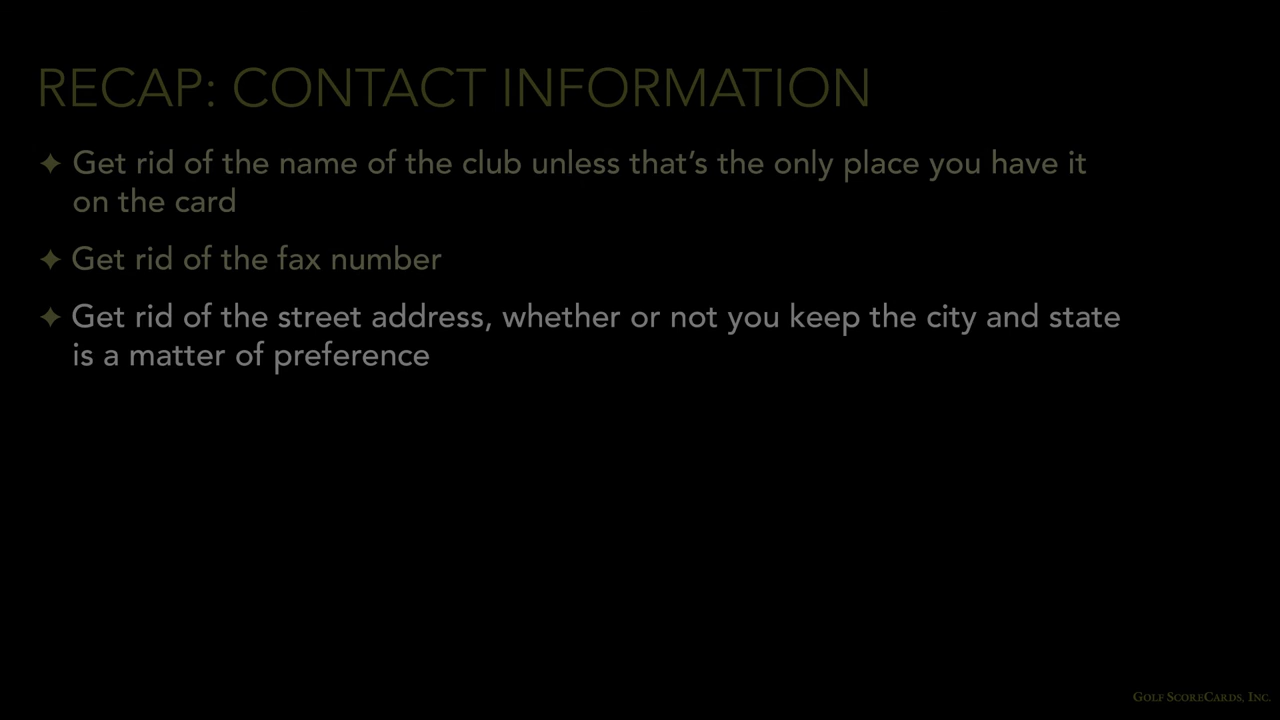 RECAP: CONTACT INFORMATION
✦ Get rid of the name of the club unless that’s the only place you have it
on the card
✦ Get rid of the fax number
✦ Get rid of the street address, whether or not you keep the city and state
is a matter of preference
GOLF SCORECARDS, INC.